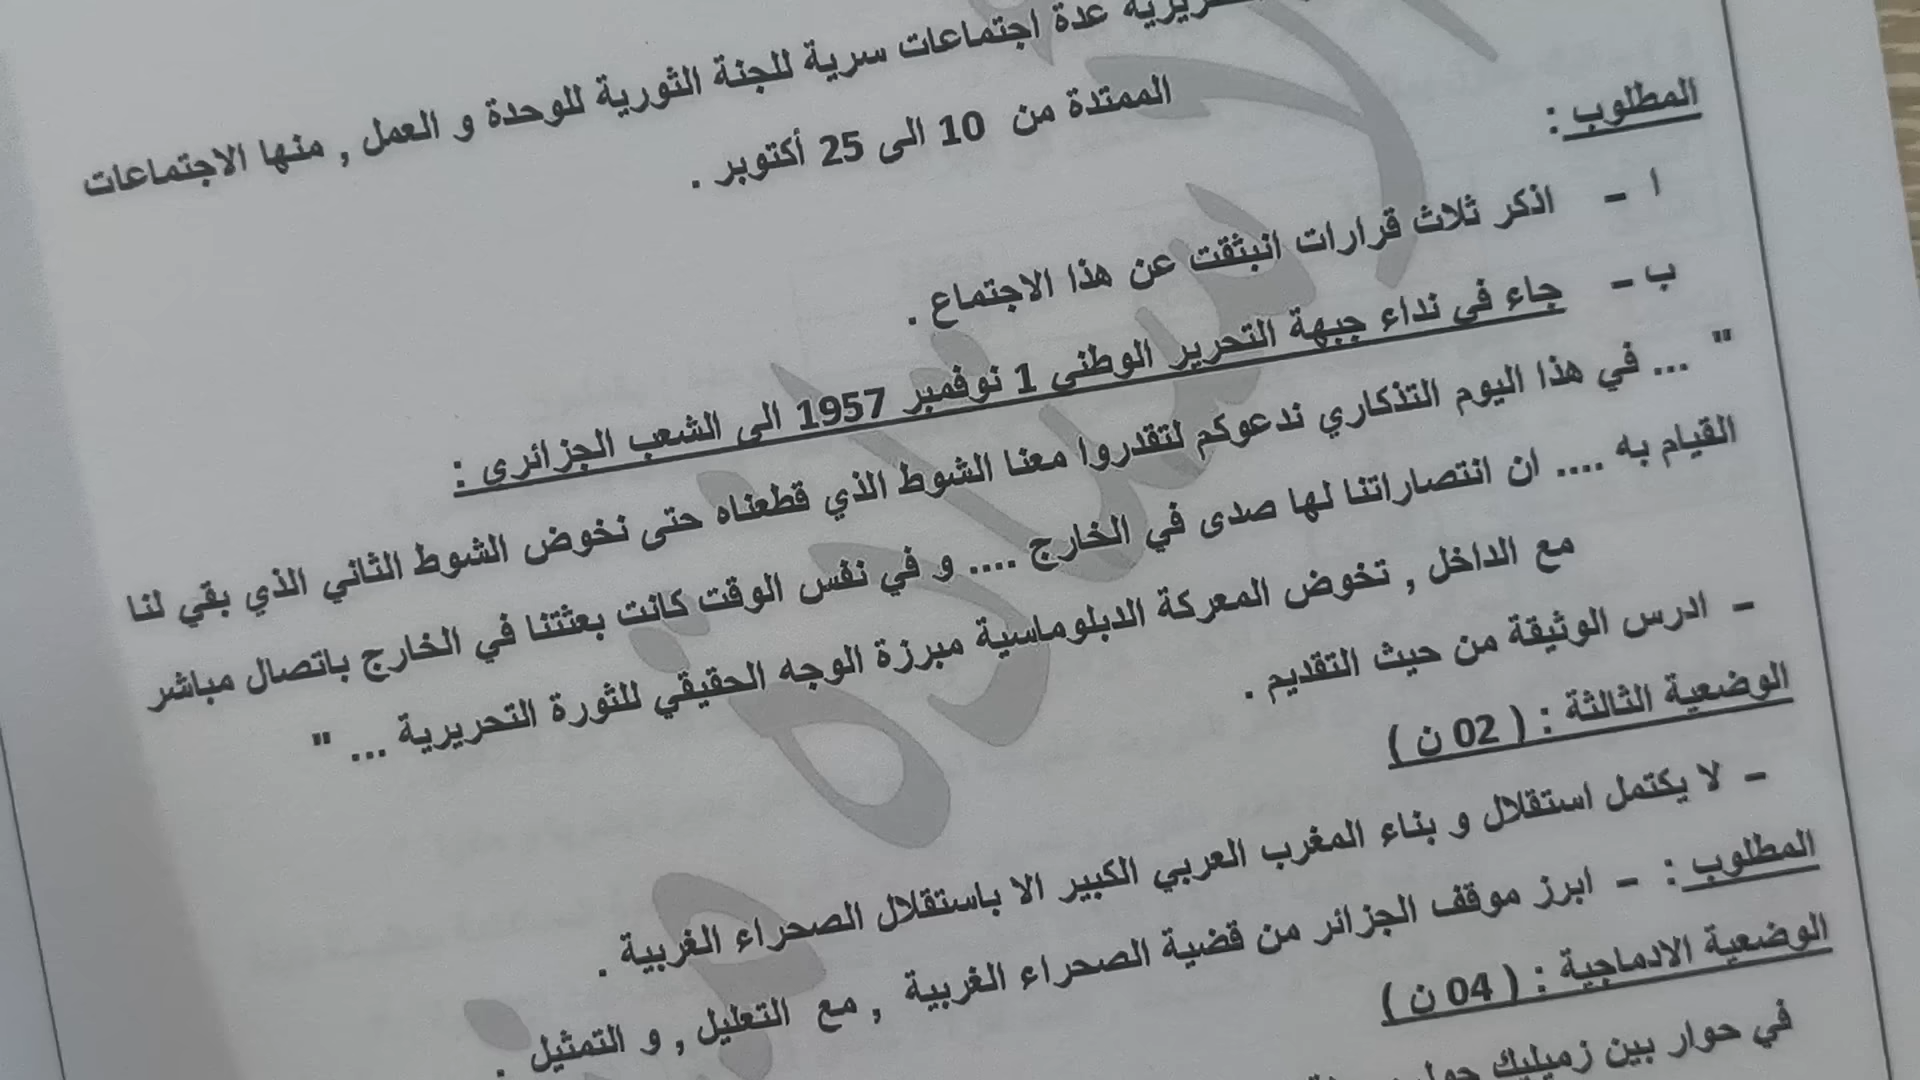 عدة اجتماعات سرية للجنة الثورية للوحدة و العمل , منها الاجتماعات
الممتدة من 10 الى 25 أكتوبر .
المطلوب :
ا - اذكر ثلاث قرارات انبثقت عن هذا الاجتماع .
ب - جاء في نداء جبهة التحرير الوطني 1 نوفمبر 1957 الى الشعب الجزائري :
" ... في هذا اليوم التذكاري ندعوكم لتقدروا معنا الشوط الذي قطعناه حتى نخوض الشوط الثاني الذي بقي لنا
القيام به .... ان انتصاراتنا لها صدى في الخارج .... و في نفس الوقت كانت بعثتنا في الخارج باتصال مباشر
مع الداخل , تخوض المعركة الدبلوماسية مبرزة الوجه الحقيقي للثورة التحريرية ... "
- ادرس الوثيقة من حيث التقديم .
الوضعية الثالثة : ( 02 ن )
- لا يكتمل استقلال و بناء المغرب العربي الكبير الا باستقلال الصحراء الغربية .
المطلوب : - ابرز موقف الجزائر من قضية الصحراء الغربية , مع التعليل , و التمثيل .
الوضعية الادماجية : ( 04 ن )
في حوار بين زميليك